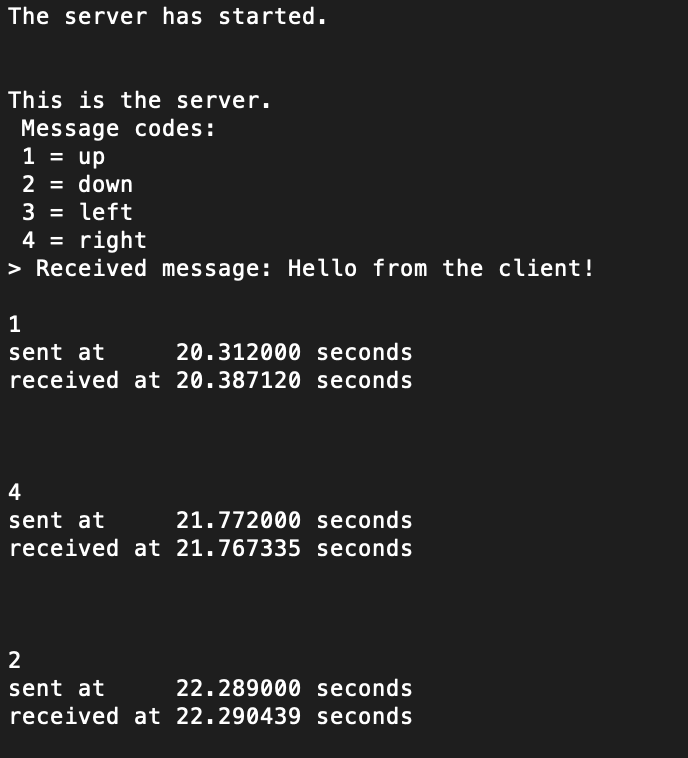 The server has started.
This is the server.
Message codes:
1 = up
2 = down
3 = left
4 = right
> Received message: Hello from the client!
1
sent at     20.312000 seconds
received at 20.387120 seconds
4
sent at     21.772000 seconds
received at 21.767335 seconds
2
sent at     22.289000 seconds
received at 22.290439 seconds